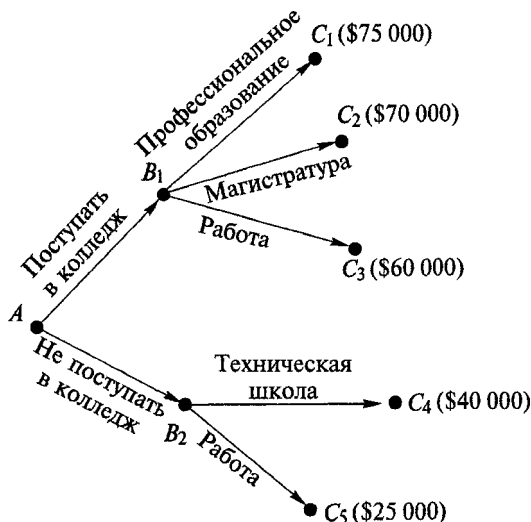 C₁ ($75 000)
Профессиональное
образование
C₂ ($70 000)
B₁
Магистратура
Работа
C₃ ($60 000)
Поступать
в колледж
A
Не поступать
в колледж
Техническая
школа
C₄ ($40 000)
B₂
Работа
C₅ ($25 000)